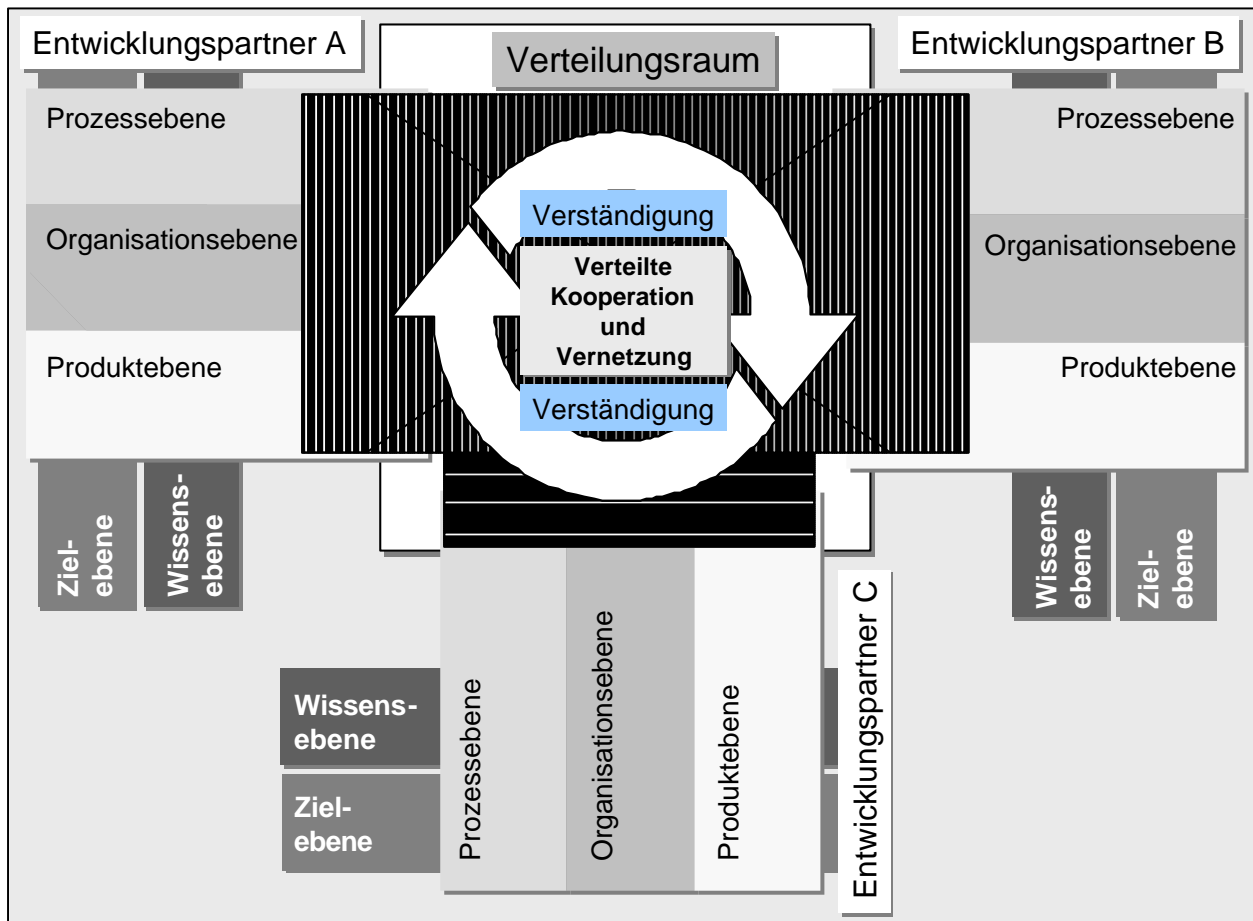 Entwicklungspartner A
Verteilungsraum
Entwicklungspartner B
Prozessebene
Organisationsebene
Produktebene
Ziel-
ebene
Wissens-
ebene
Verständigung
Verteilte
Kooperation
und
Vernetzung
Verständigung
Prozessebene
Organisationsebene
Produktebene
Wissens-
ebene
Ziel-
ebene
Wissens-
ebene
Ziel-
ebene
Prozessebene
Organisationsebene
Produktebene
Entwicklungspartner C